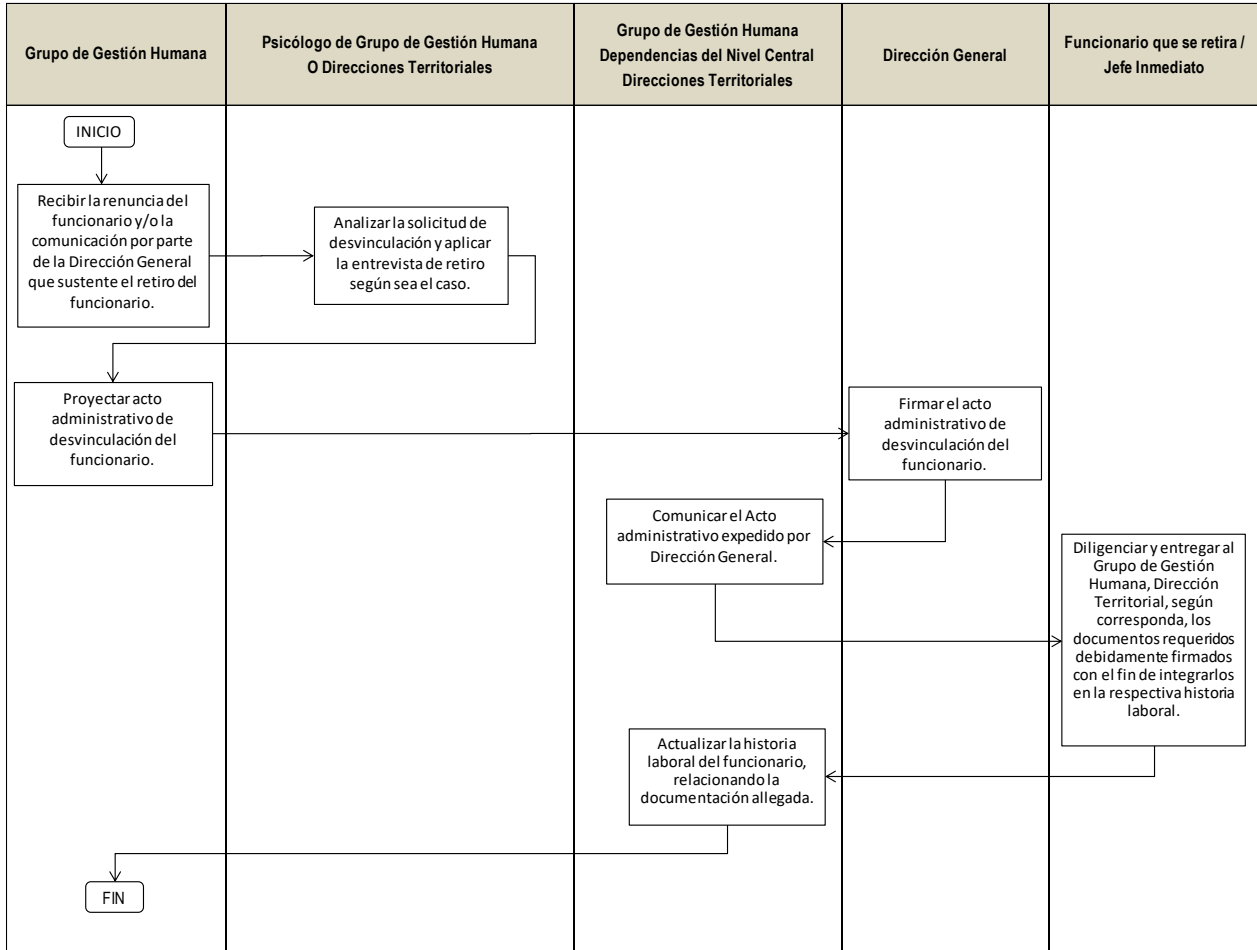 Grupo de Gestión Humana
Psicólogo de Grupo de Gestión Humana
O Direcciones Territoriales
Grupo de Gestión Humana
Dependencias del Nivel Central
Direcciones Territoriales
Dirección General
Funcionario que se retira /
Jefe Inmediato
INICIO
Recibir la renuncia del
funcionario y/o la
comunicación por parte
de la Dirección General
que sustente el retiro del
funcionario.
Analizar la solicitud de
desvinculación y aplicar
la entrevista de retiro
según sea el caso.
Proyectar acto
administrativo de
desvinculación del
funcionario.
Firmar el acto
administrativo de
desvinculación del
funcionario.
Comunicar el Acto
administrativo expedido por
Dirección General.
Diligenciar y entregar al
Grupo de Gestión
Humana, Dirección
Territorial, según
corresponda, los
documentos requeridos
debidamente firmados
con el fin de integrarlos
en la respectiva historia
laboral.
Actualizar la historia
laboral del funcionario,
relacionando la
documentación allegada.
FIN